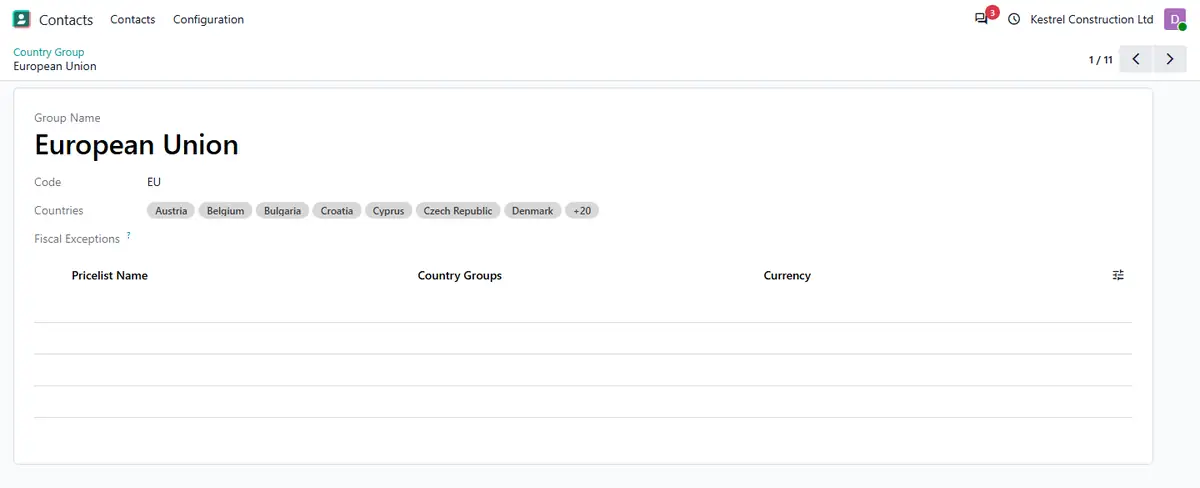 Contacts Contacts Configuration 3 Kestrel Construction Ltd D
Country Group
European Union 1 / 11
Group Name
European Union
Code EU
Countries Austria Belgium Bulgaria Croatia Cyprus Czech Republic Denmark +20
Fiscal Exceptions ?
Pricelist Name Country Groups Currency